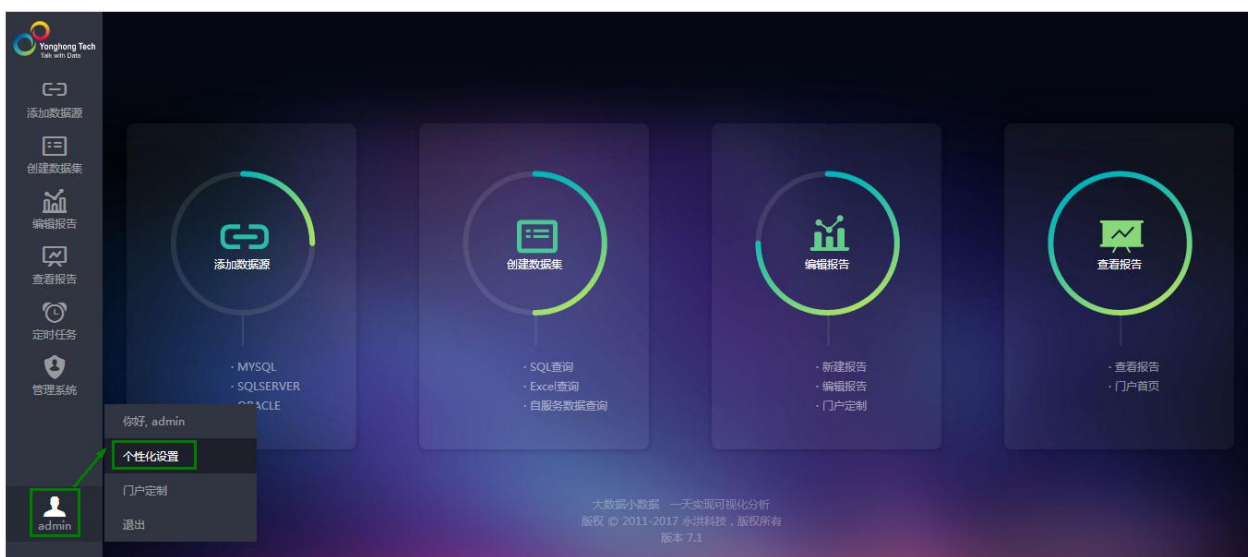 Yonghong Tech
Talk with Data
添加数据源
创建数据集
编辑报告
查看报告
定时任务
管理系统
admin
你好, admin
个性化设置
门户定制
退出
添加数据源
· MYSQL
· SQLSERVER
· ORACLE
创建数据集
· SQL查询
· Excel查询
· 自服务数据查询
编辑报告
· 新建报告
· 编辑报告
· 门户定制
查看报告
· 查看报告
· 门户首页
大数据小数据 一天实现可视化分析
版权 © 2011-2017 永洪科技，版权所有
版本 7.1